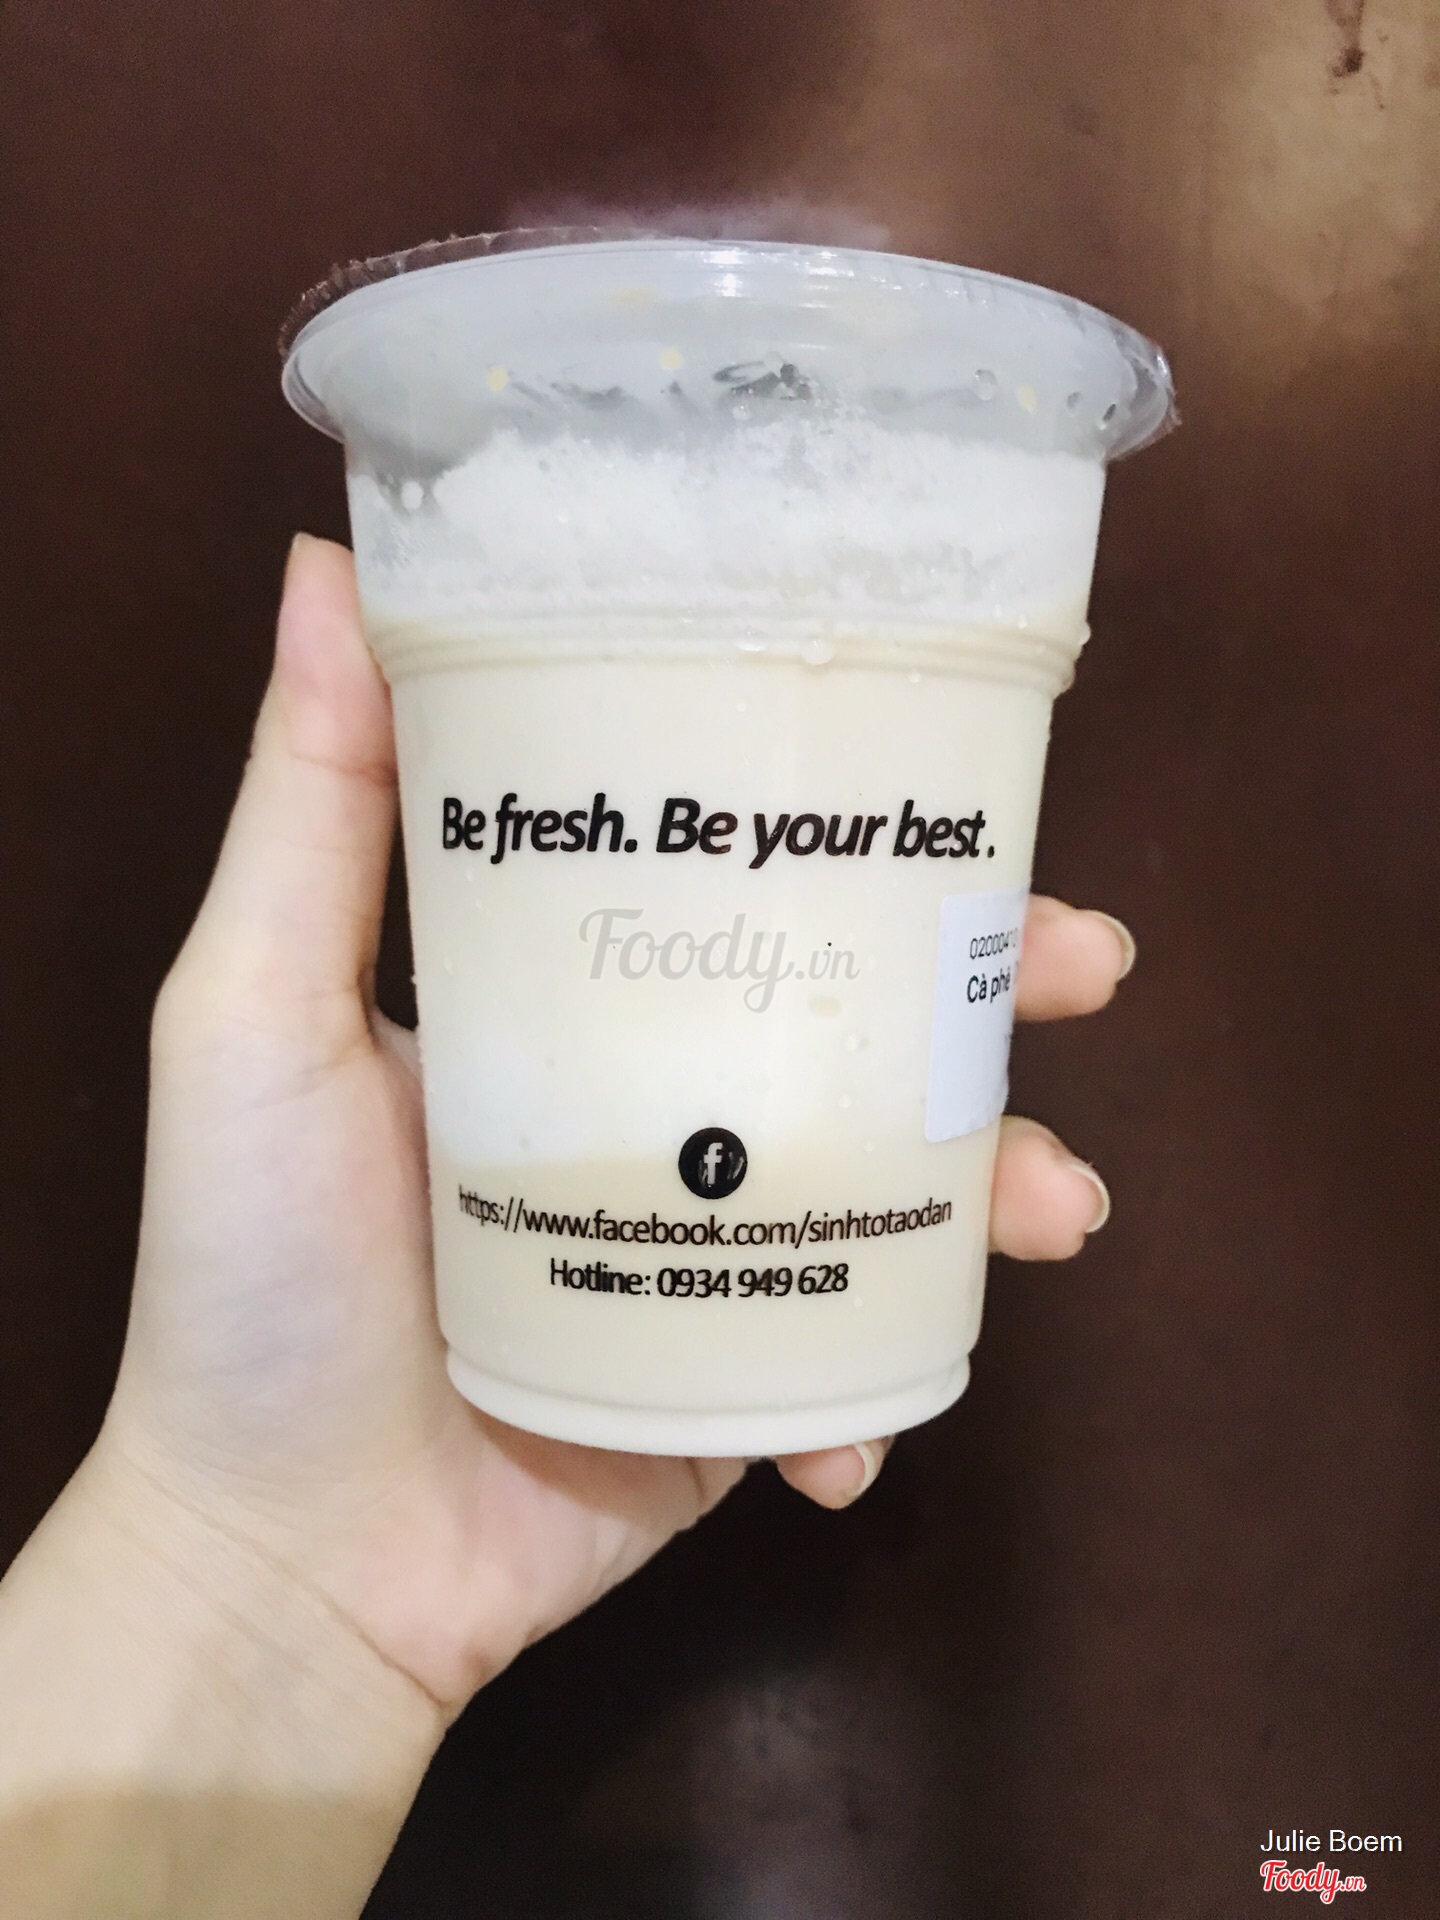 Be fresh. Be your best.
Foody.vn
Cà phê
f
https://www.facebook.com/sinhtotaodan
Hotline: 0934 949 628
Julie Boem
Foody.vn